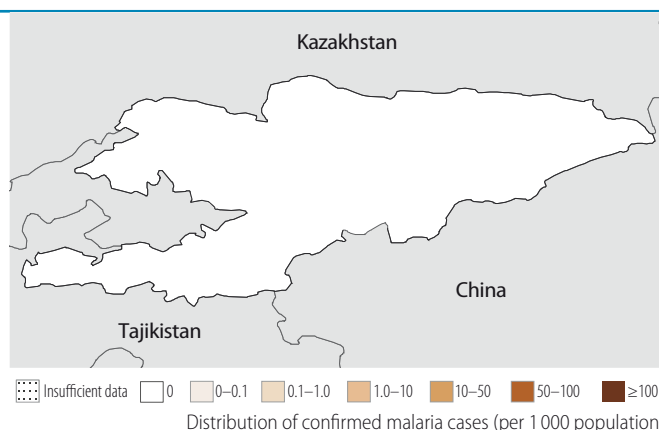 Kazakhstan
China
Tajikistan
Insufficient data 0 0–0.1 0.1–1.0 1.0–10 10–50 50–100 ≥100
Distribution of confirmed malaria cases (per 1 000 population